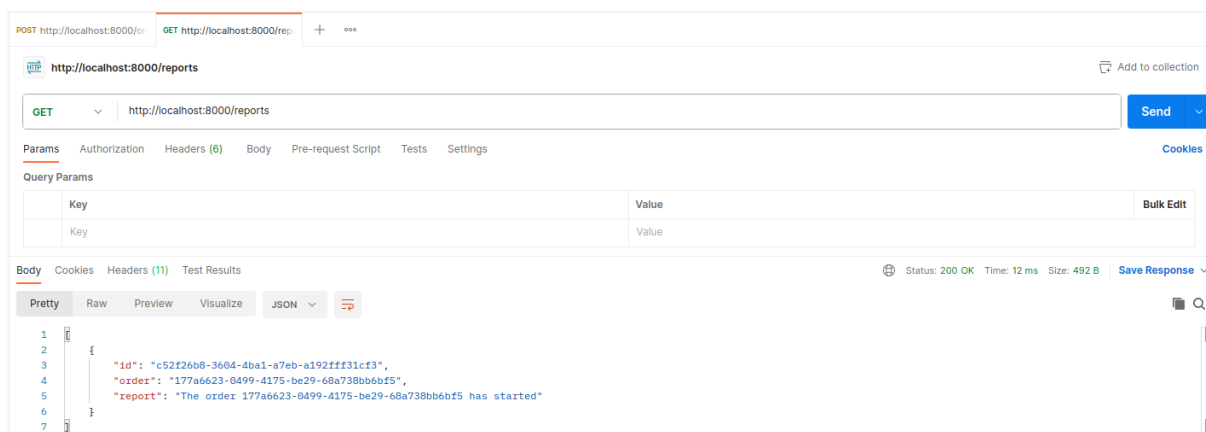 POST http://localhost:8000/or GET http://localhost:8000/rep
HTTP http://localhost:8000/reports Add to collection
GET http://localhost:8000/reports Send
Params Authorization Headers (6) Body Pre-request Script Tests Settings Cookies
Query Params
Key Value Bulk Edit
Key Value
Body Cookies Headers (11) Test Results Status: 200 OK Time: 12 ms Size: 492 B Save Response
Pretty Raw Preview Visualize JSON
1 [
2 {
3 "id": "c52f26b8-3604-4ba1-a7eb-a192fff31cf3",
4 "order": "177a6623-0499-4175-be29-68a738bb6bf5",
5 "report": "The order 177a6623-0499-4175-be29-68a738bb6bf5 has started"
6 }
7 ]